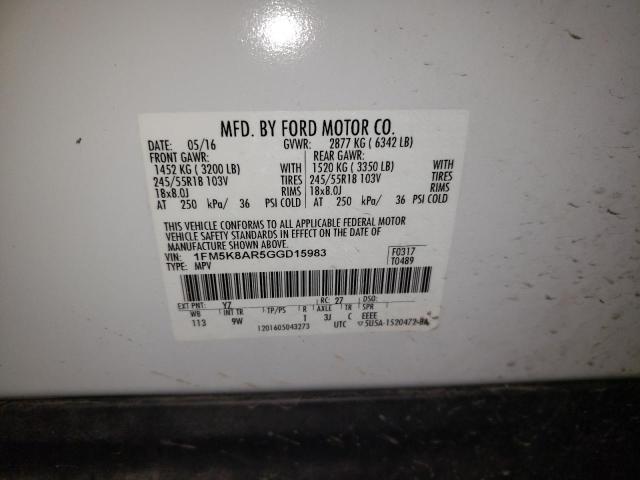 MFD. BY FORD MOTOR CO.
DATE: 05/16 GVWR: 2877 KG ( 6342 LB)
FRONT GAWR: REAR GAWR:
1452 KG ( 3200 LB) WITH 1520 KG ( 3350 LB) WITH
245/55R18 103V TIRES 245/55R18 103V TIRES
18x8.0J RIMS 18x8.0J RIMS
AT 250 kPa/ 36 PSI COLD AT 250 kPa/ 36 PSI COLD
THIS VEHICLE CONFORMS TO ALL APPLICABLE FEDERAL MOTOR
VEHICLE SAFETY STANDARDS IN EFFECT ON THE DATE OF
MANUFACTURE SHOWN ABOVE.
VIN: 1FM5K8AR5GGD15983 F0317
TYPE: MPV T0489
EXT PNT: YZ RC: 27 DSO:
WB INT TR TP/PS R AXLE TR SPR
113 9W 1 3J C EEEE
1201605043273 UTC 5U5A-1520472-BA